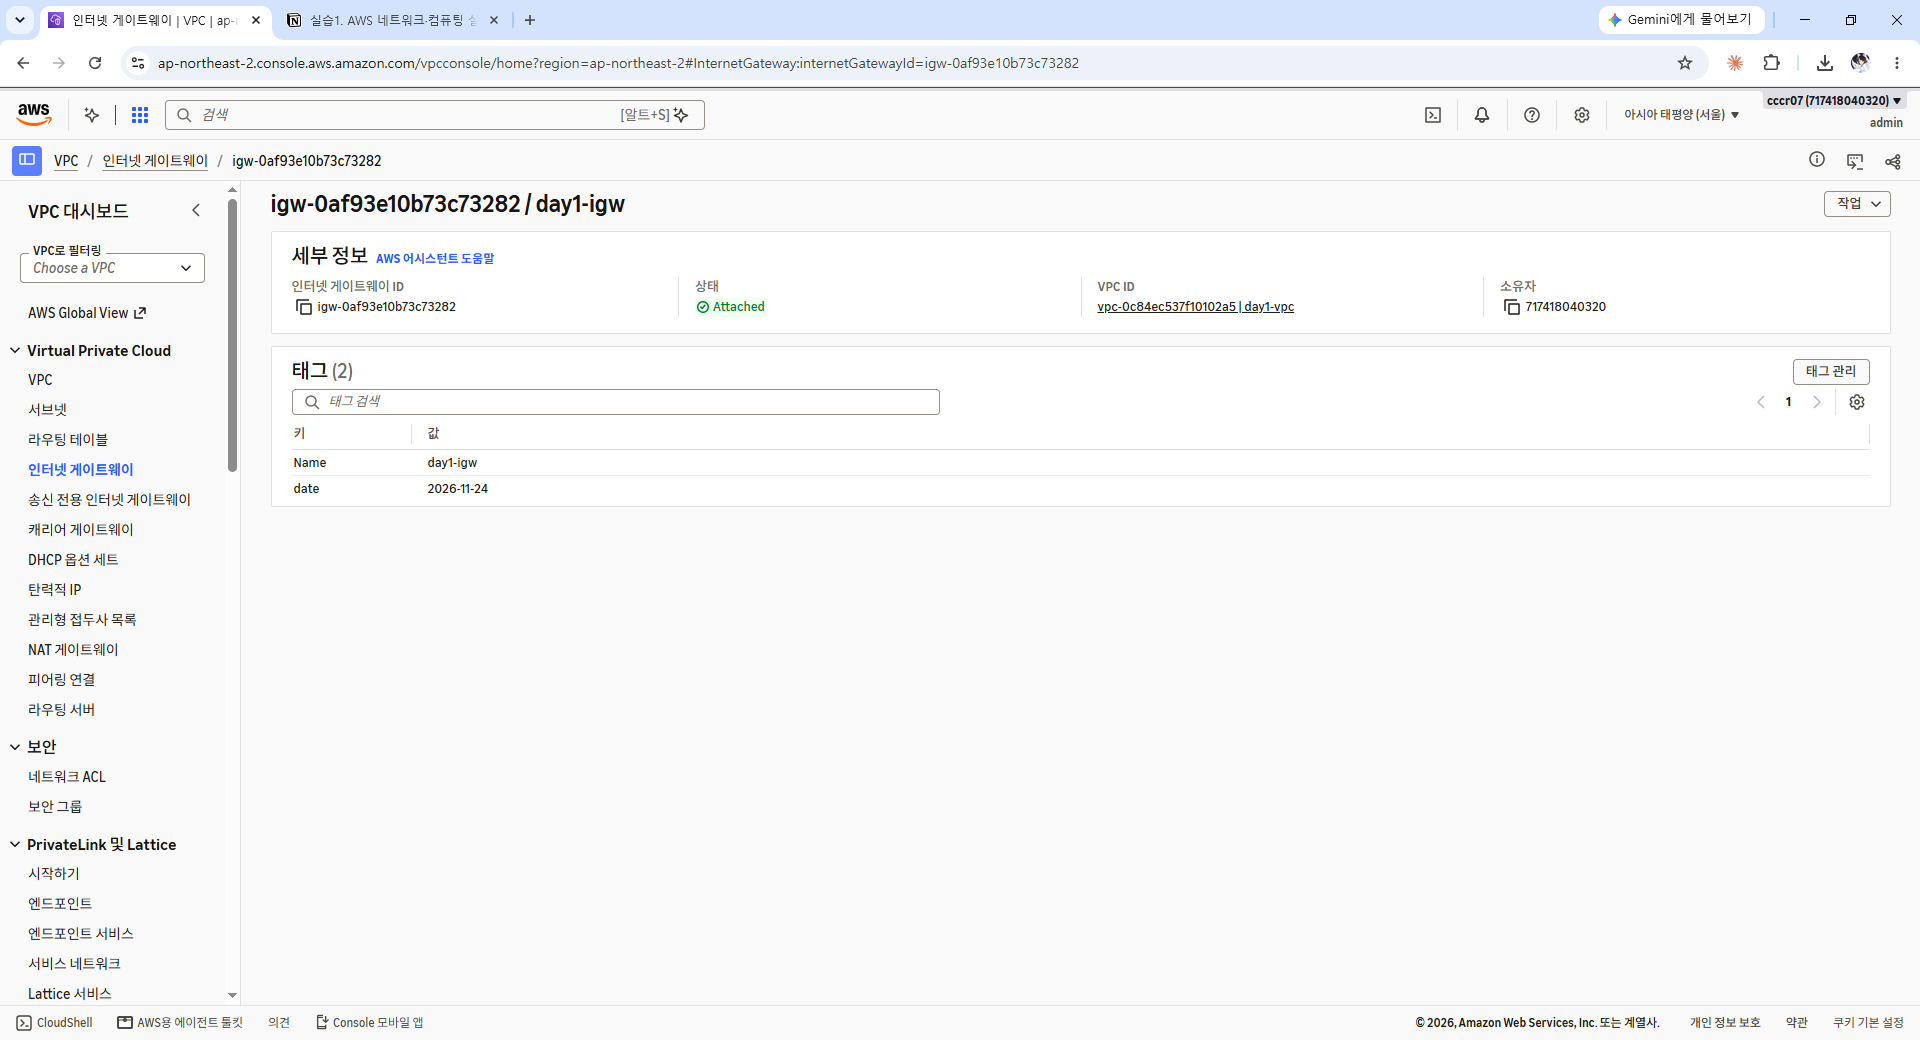 인터넷 게이트웨이 | VPC | ap-
실습1. AWS 네트워크·컴퓨팅
Gemini에게 물어보기
ap-northeast-2.console.aws.amazon.com/vpcconsole/home?region=ap-northeast-2#InternetGateway:internetGatewayId=igw-0af93e10b73c73282
aws
검색
[알트+S]
아시아 태평양 (서울)
cccr07 (717418040320)
admin
VPC / 인터넷 게이트웨이 / igw-0af93e10b73c73282
VPC 대시보드
VPC로 필터링
Choose a VPC
AWS Global View
Virtual Private Cloud
VPC
서브넷
라우팅 테이블
인터넷 게이트웨이
송신 전용 인터넷 게이트웨이
캐리어 게이트웨이
DHCP 옵션 세트
탄력적 IP
관리형 접두사 목록
NAT 게이트웨이
피어링 연결
라우팅 서버
보안
네트워크 ACL
보안 그룹
PrivateLink 및 Lattice
시작하기
엔드포인트
엔드포인트 서비스
서비스 네트워크
Lattice 서비스
igw-0af93e10b73c73282 / day1-igw
작업
세부 정보 AWS 어시스턴트 도움말
인터넷 게이트웨이 ID
igw-0af93e10b73c73282
상태
Attached
VPC ID
vpc-0c84ec537f10102a5 | day1-vpc
소유자
717418040320
태그 (2)
태그 관리
태그 검색
1
키 값
Name day1-igw
date 2026-11-24
CloudShell
AWS용 에이전트 툴킷
의견
Console 모바일 앱
© 2026, Amazon Web Services, Inc. 또는 계열사.
개인 정보 보호
약관
쿠키 기본 설정